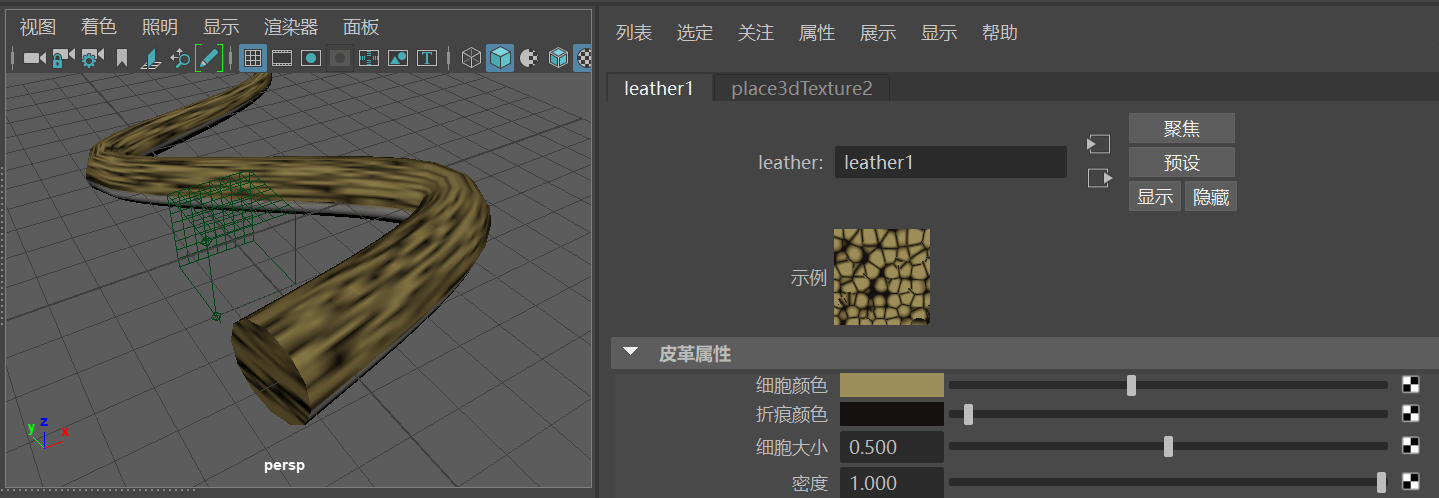 视图 着色 照明 显示 渲染器 面板
T
y z x
persp
列表 选定 关注 属性 展示 显示 帮助
leather1 place3dTexture2
leather: leather1
聚焦
预设
显示 隐藏
示例
皮革属性
细胞颜色
折痕颜色
细胞大小 0.500
密度 1.000